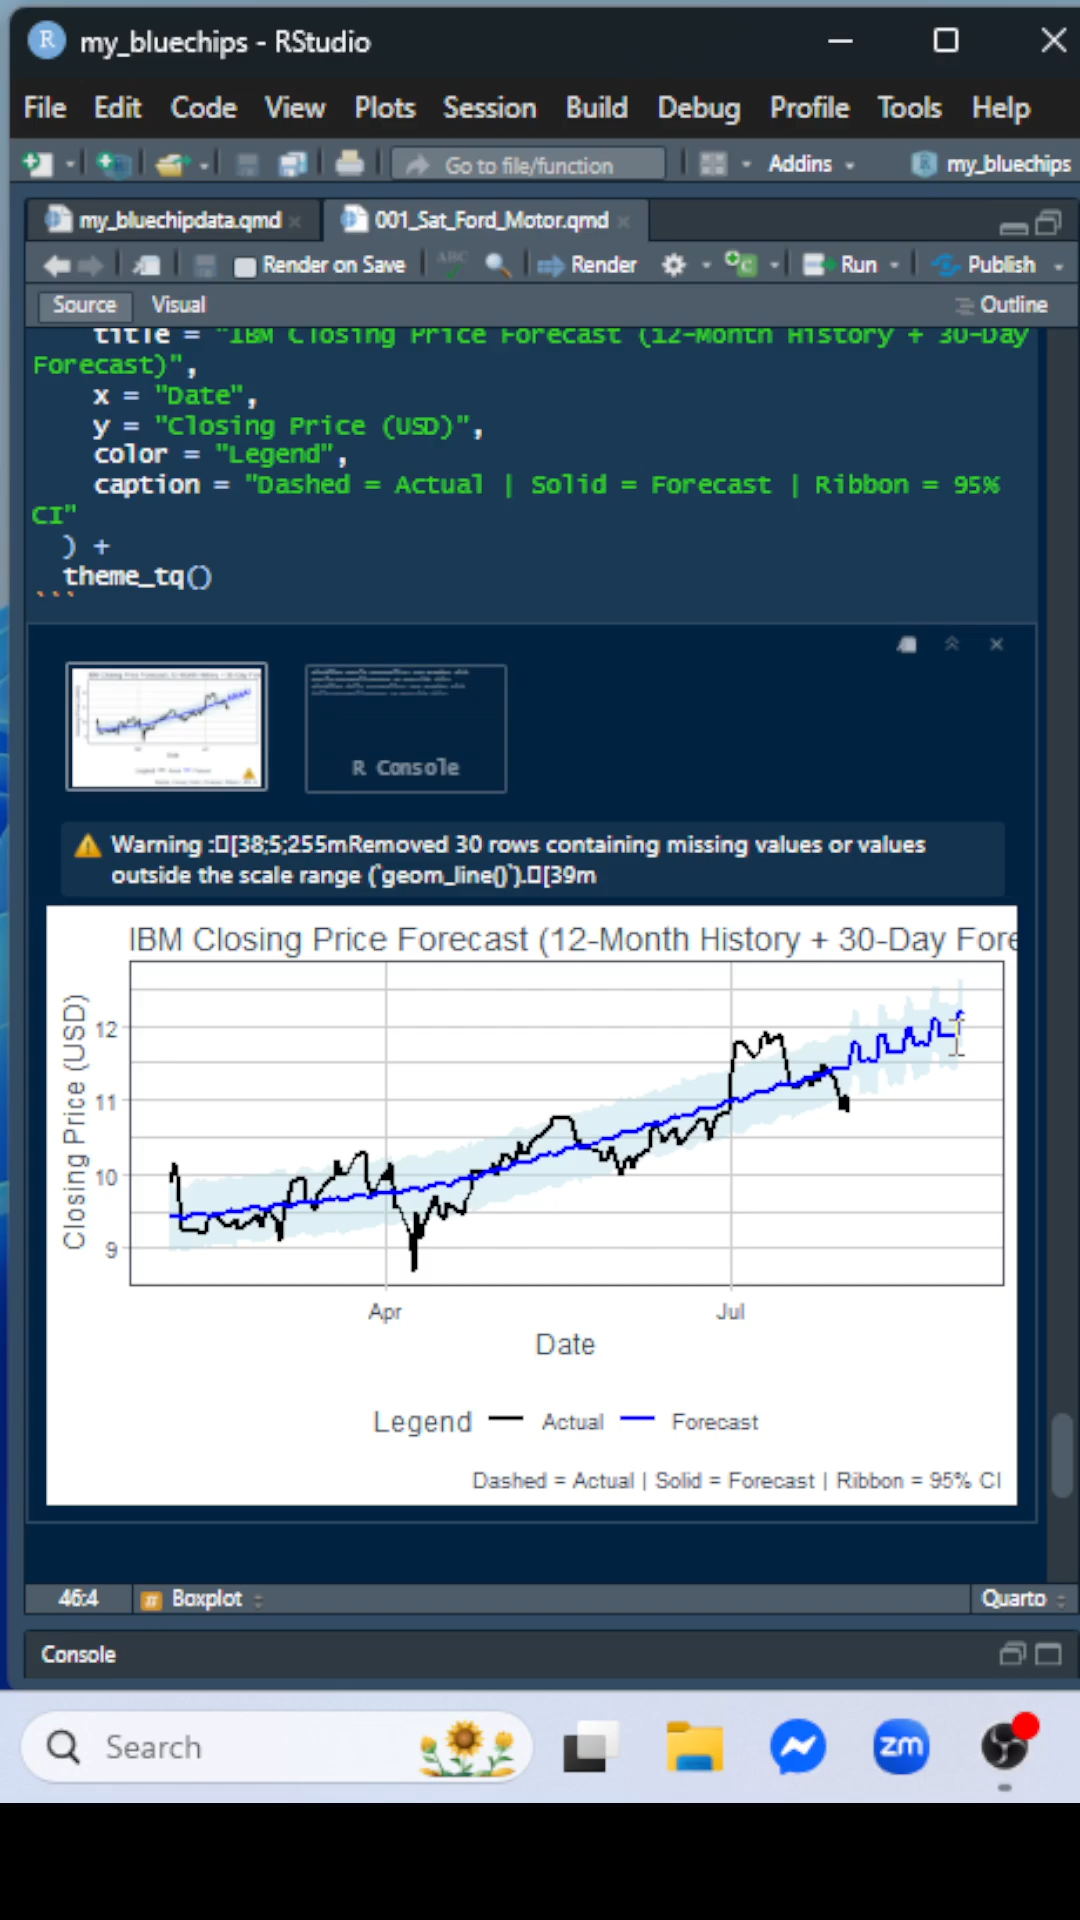 R my_bluechips - RStudio
File Edit Code View Plots Session Build Debug Profile Tools Help
Go to file/function Addins my_bluechips
my_bluechipdata.qmd 001_Sat_Ford_Motor.qmd
Render on Save ABC Render Run Publish
Source Visual Outline
title = "IBM Closing Price Forecast (12-Month History + 30-Day
Forecast)",
x = "Date",
y = "Closing Price (USD)",
color = "Legend",
caption = "Dashed = Actual | Solid = Forecast | Ribbon = 95%
CI"
) +
theme_tq()
```
R Console
Warning :▯[38;5;255mRemoved 30 rows containing missing values or values
outside the scale range (`geom_line()`).▯[39m
IBM Closing Price Forecast (12-Month History + 30-Day Fore
Closing Price (USD)
12
11
10
9
Apr Jul
Date
Legend Actual Forecast
Dashed = Actual | Solid = Forecast | Ribbon = 95% CI
46:4 # Boxplot Quarto
Console
Search zm